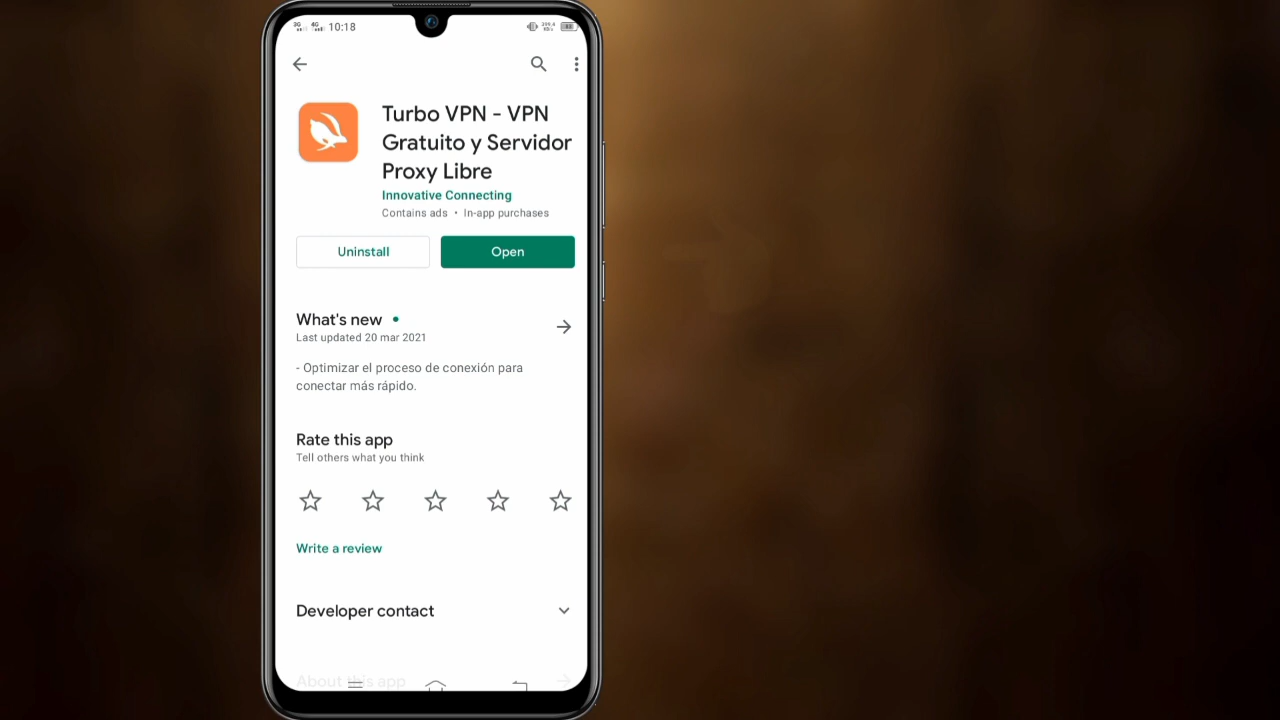 3G 4G 10:18
Turbo VPN - VPN
Gratuito y Servidor
Proxy Libre
Innovative Connecting
Contains ads • In-app purchases
Uninstall
Open
What's new •
Last updated 20 mar 2021
- Optimizar el proceso de conexión para
conectar más rápido.
Rate this app
Tell others what you think
Write a review
Developer contact
About this app